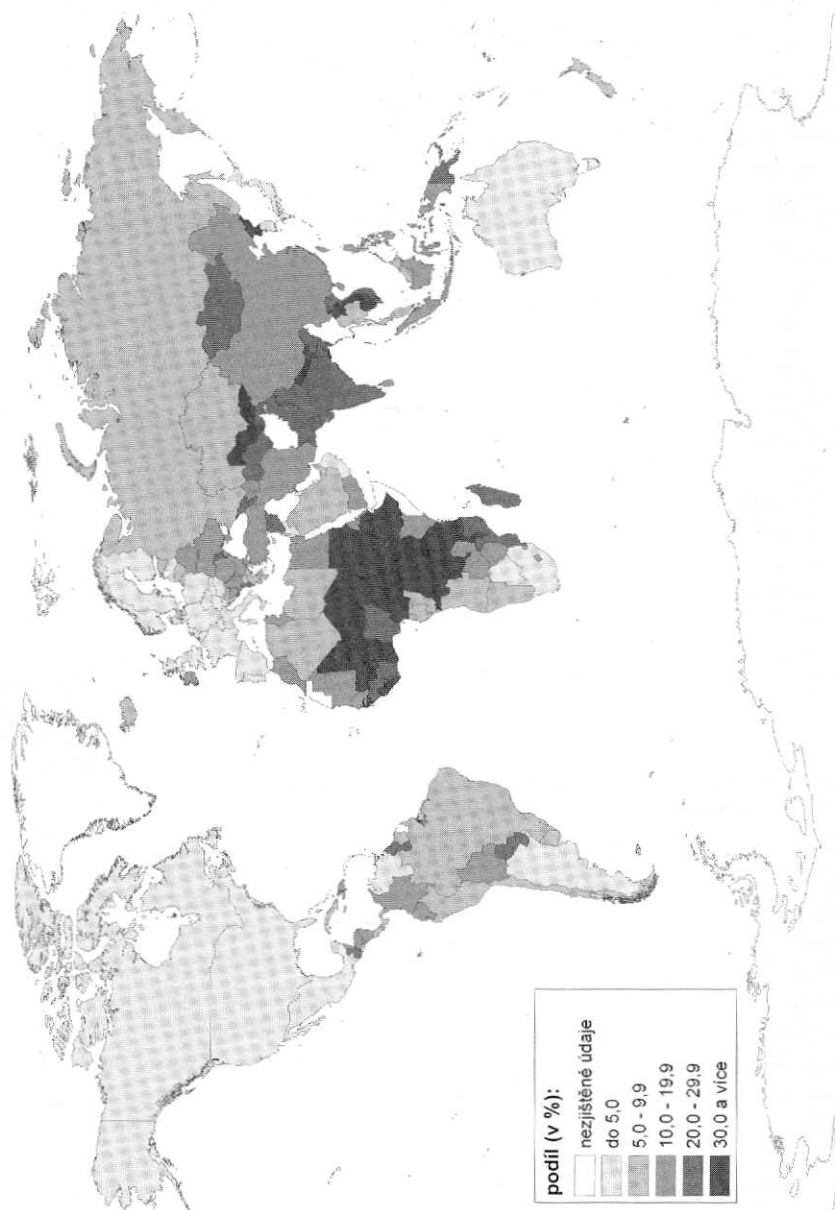 podíl (v %):
nezjištěné údaje
do 5,0
5,0 - 9,9
10,0 - 19,9
20,0 - 29,9
30,0 a více